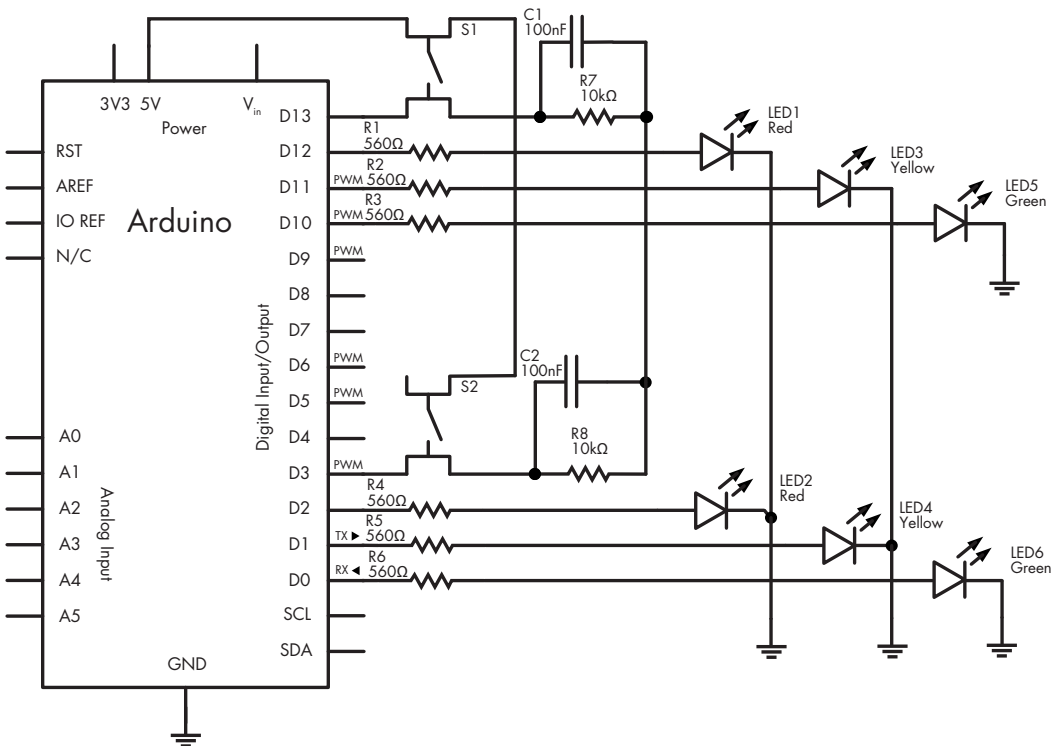 S1
C1
100nF
R7
10kΩ
3V3 5V
V in
Power
D13
R1
560Ω
LED1
Red
RST
D12
R2
PWM 560Ω
LED3
Yellow
AREF
D11
R3
PWM 560Ω
LED5
Green
IO REF
Arduino
D10
N/C
D9 PWM
D8
D7
Digital Input/Output
D6 PWM
D5 PWM
S2
C2
100nF
D4
R8
10kΩ
A0
A1
D3 PWM
R4
560Ω
LED2
Red
A2
Analog Input
D2
R5
TX ▶ 560Ω
LED4
Yellow
A3
D1
R6
RX ◀ 560Ω
LED6
Green
A4
D0
A5
SCL
SDA
GND